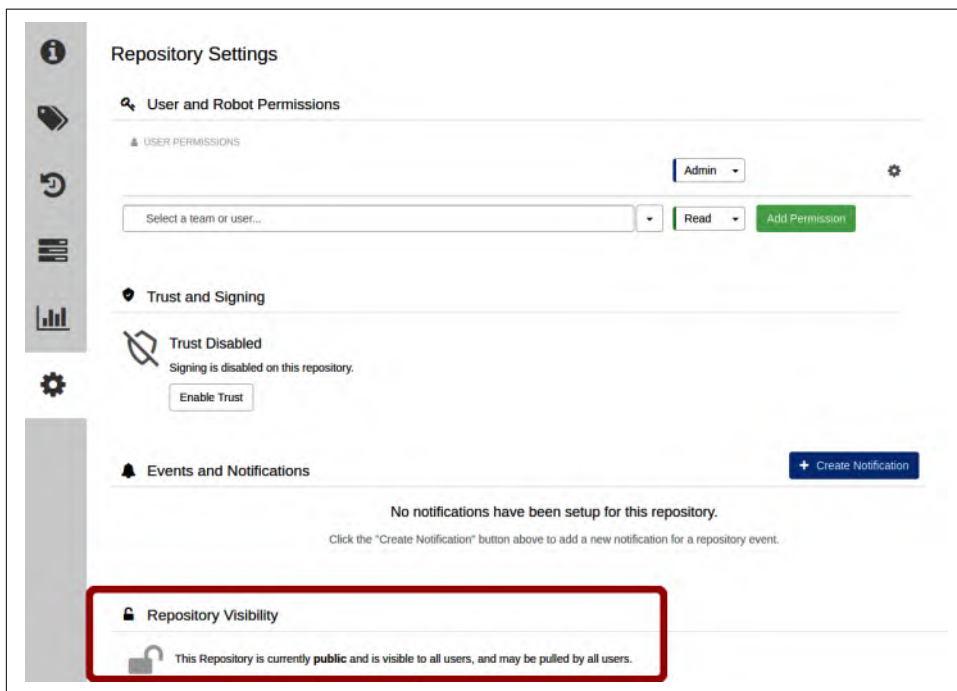 Repository Settings
User and Robot Permissions
USER PERMISSIONS
Admin
Select a team or user...
Read
Add Permission
Trust and Signing
Trust Disabled
Signing is disabled on this repository.
Enable Trust
Events and Notifications
+ Create Notification
No notifications have been setup for this repository.
Click the "Create Notification" button above to add a new notification for a repository event.
Repository Visibility
This Repository is currently public and is visible to all users, and may be pulled by all users.